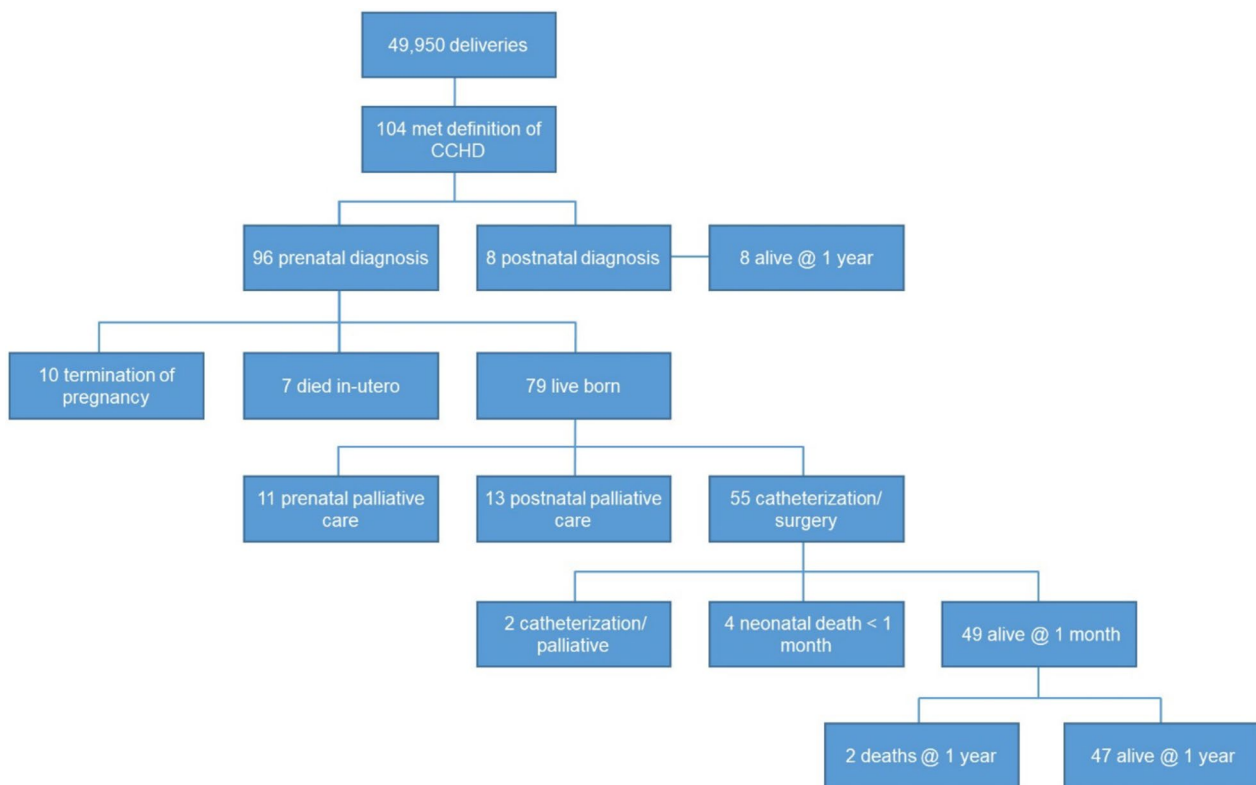 49,950 deliveries
104 met definition of
CCHD
96 prenatal diagnosis
8 postnatal diagnosis
8 alive @ 1 year
10 termination of
pregnancy
7 died in-utero
79 live born
11 prenatal palliative
care
13 postnatal palliative
care
55 catheterization/
surgery
2 catheterization/
palliative
4 neonatal death < 1
month
49 alive @ 1 month
2 deaths @ 1 year
47 alive @ 1 year